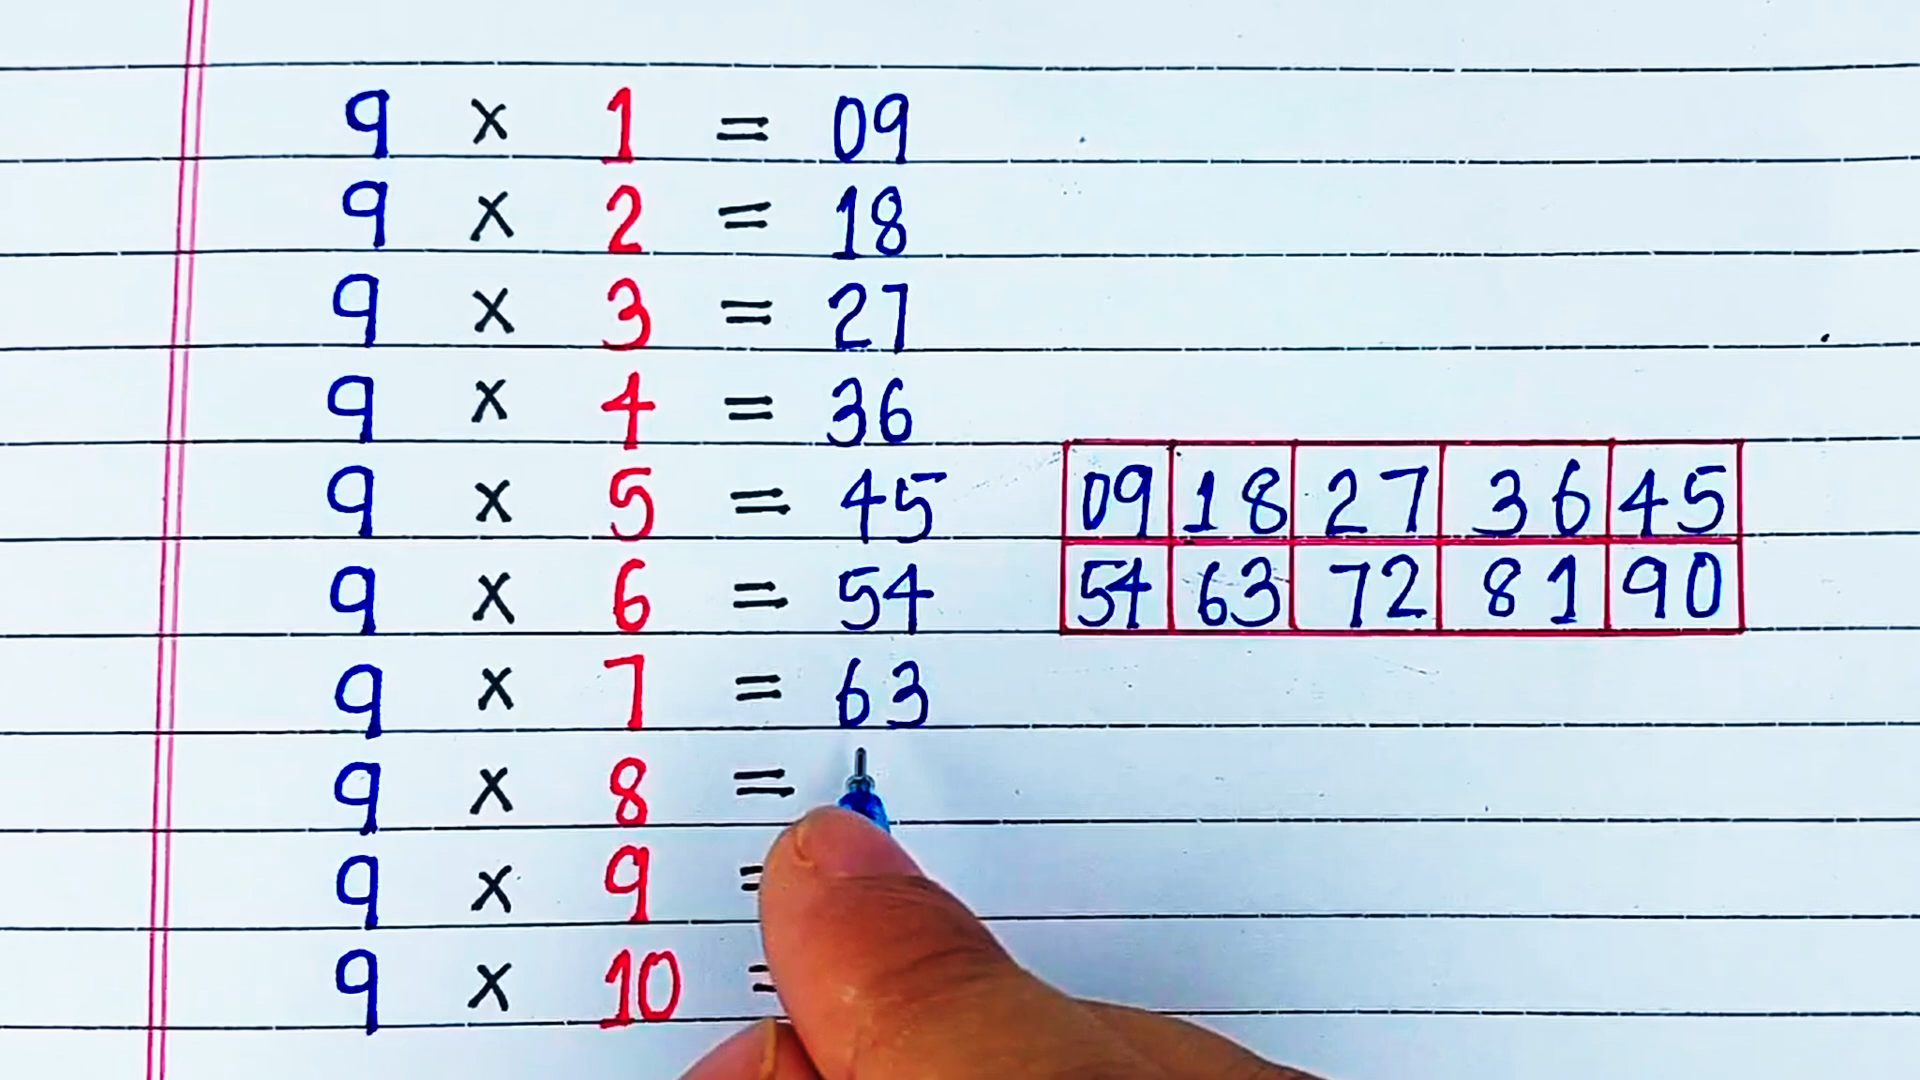 9 × 1 = 09
9 × 2 = 18
9 × 3 = 27
9 × 4 = 36
9 × 5 = 45
9 × 6 = 54
9 × 7 = 63
9 × 8 =
9 × 9 =
9 × 10 =
09 18 27 36 45
54 63 72 81 90